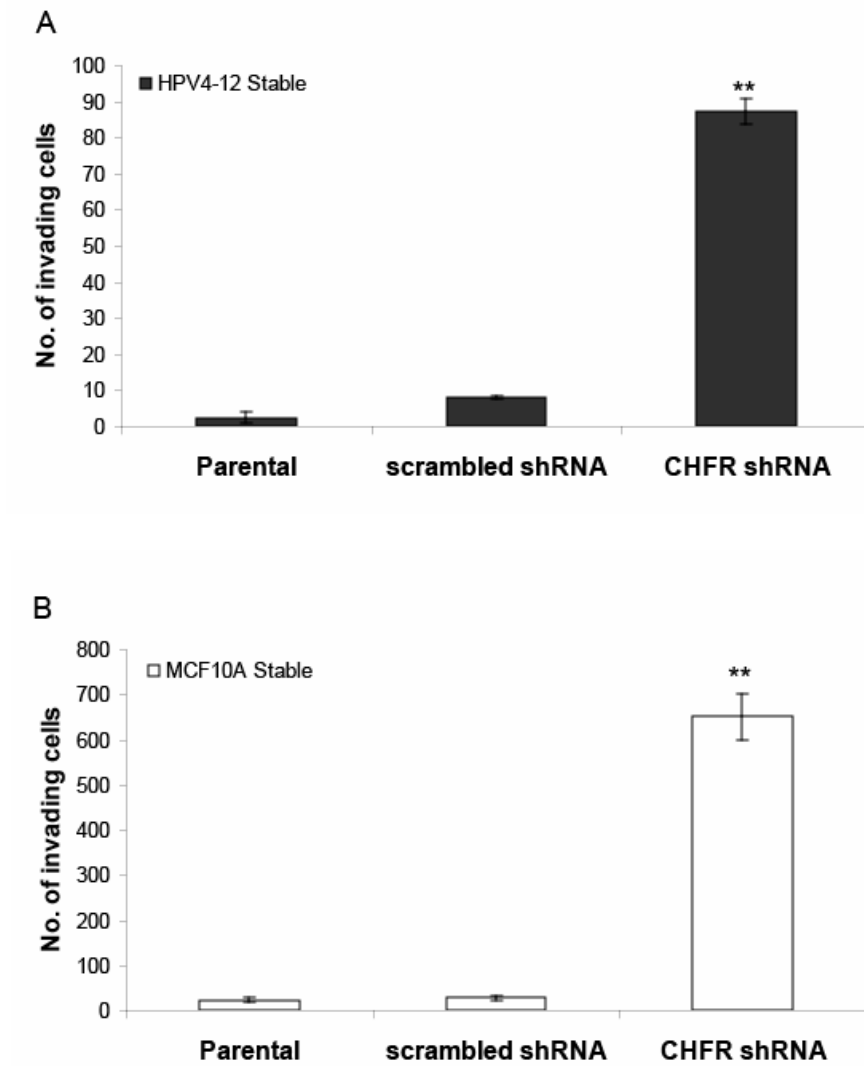 A
No. of invading cells
100
90
80
70
60
50
40
30
20
10
0
HPV4-12 Stable
**
Parental scrambled shRNA CHFR shRNA
B
No. of invading cells
800
700
600
500
400
300
200
100
0
MCF10A Stable
**
Parental scrambled shRNA CHFR shRNA